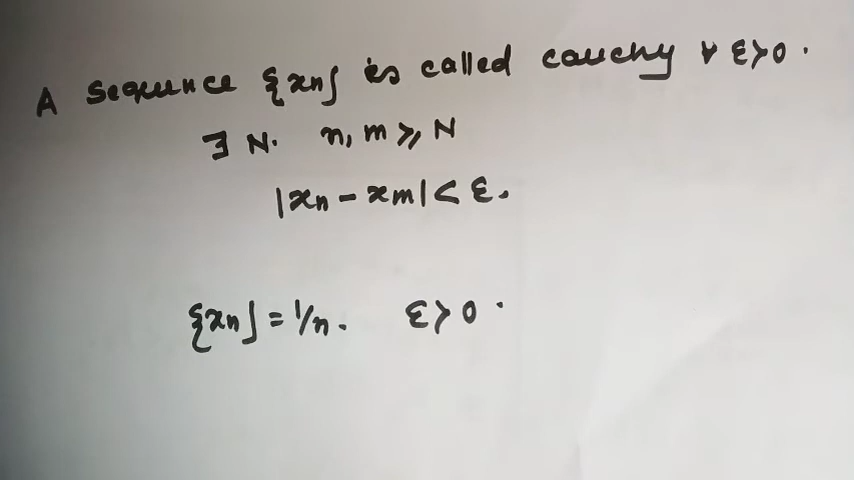 A sequence {xn} is called cauchy ∀ ε>0.
∃ N. n, m ≥ N
|xn - xm| < ε.
{xn} = 1/n. ε>0.